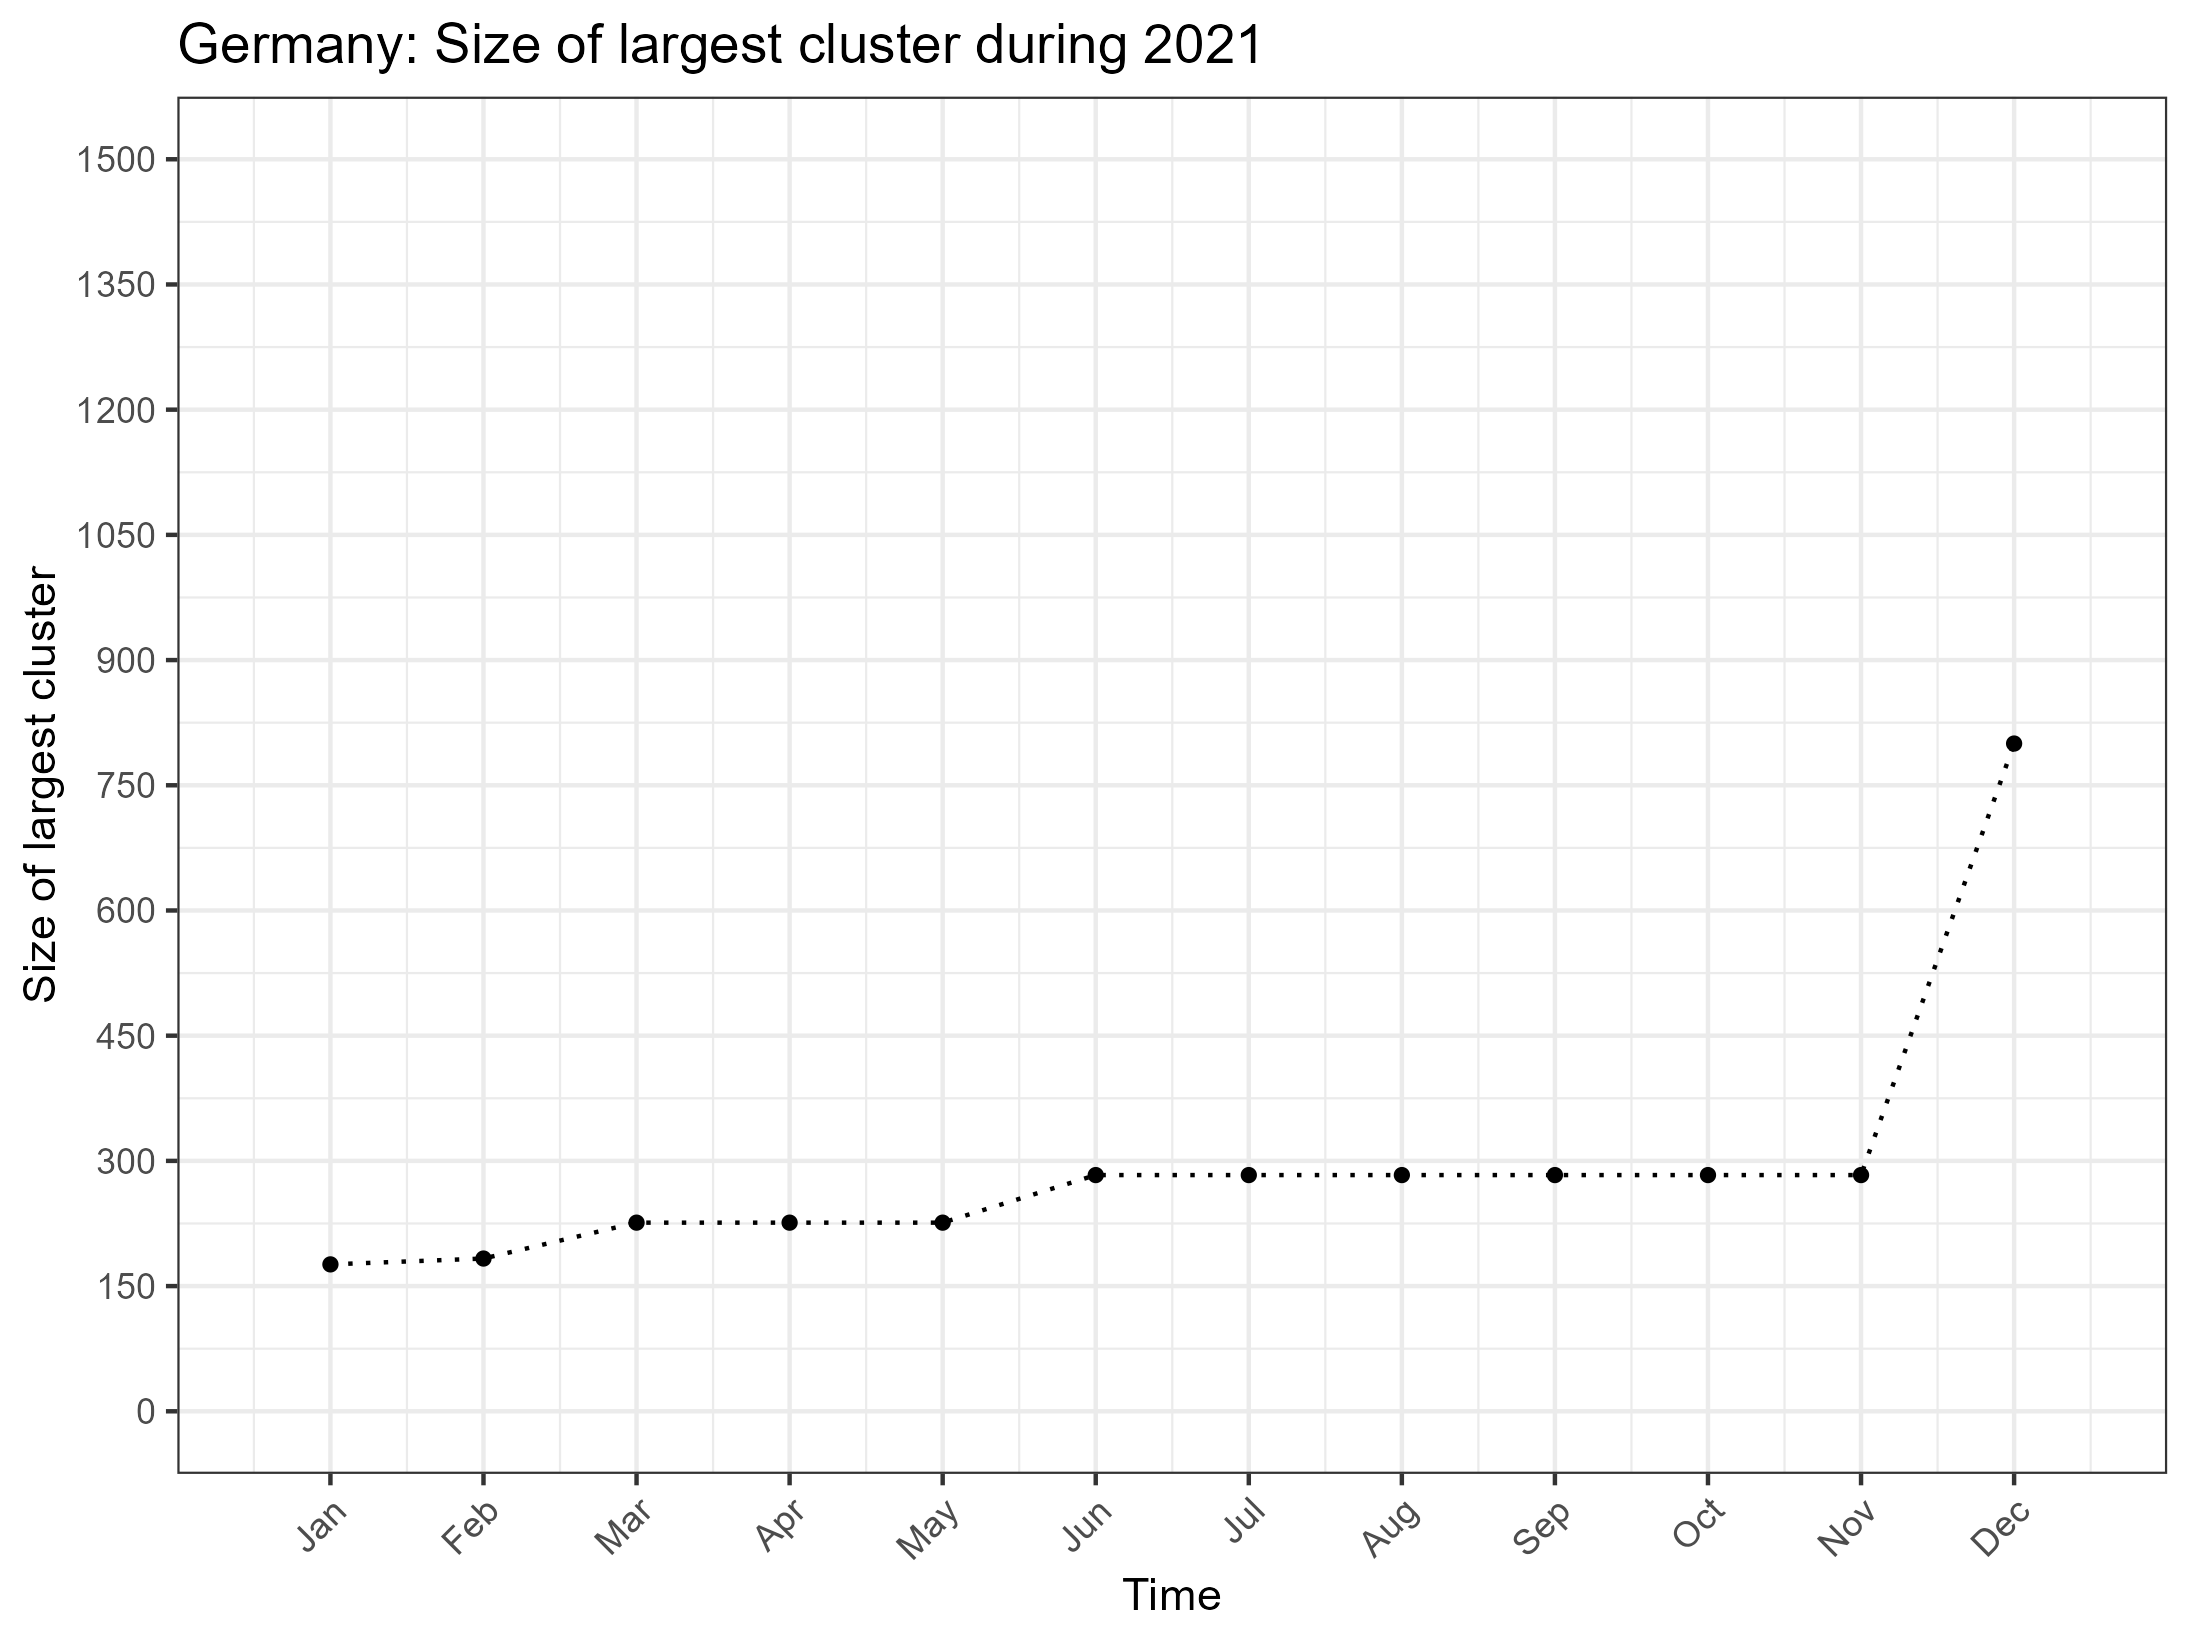 Germany: Size of largest cluster during 2021
Size of largest cluster
1500
1350
1200
1050
900
750
600
450
300
150
0
Jan Feb Mar Apr May Jun Jul Aug Sep Oct Nov Dec
Time